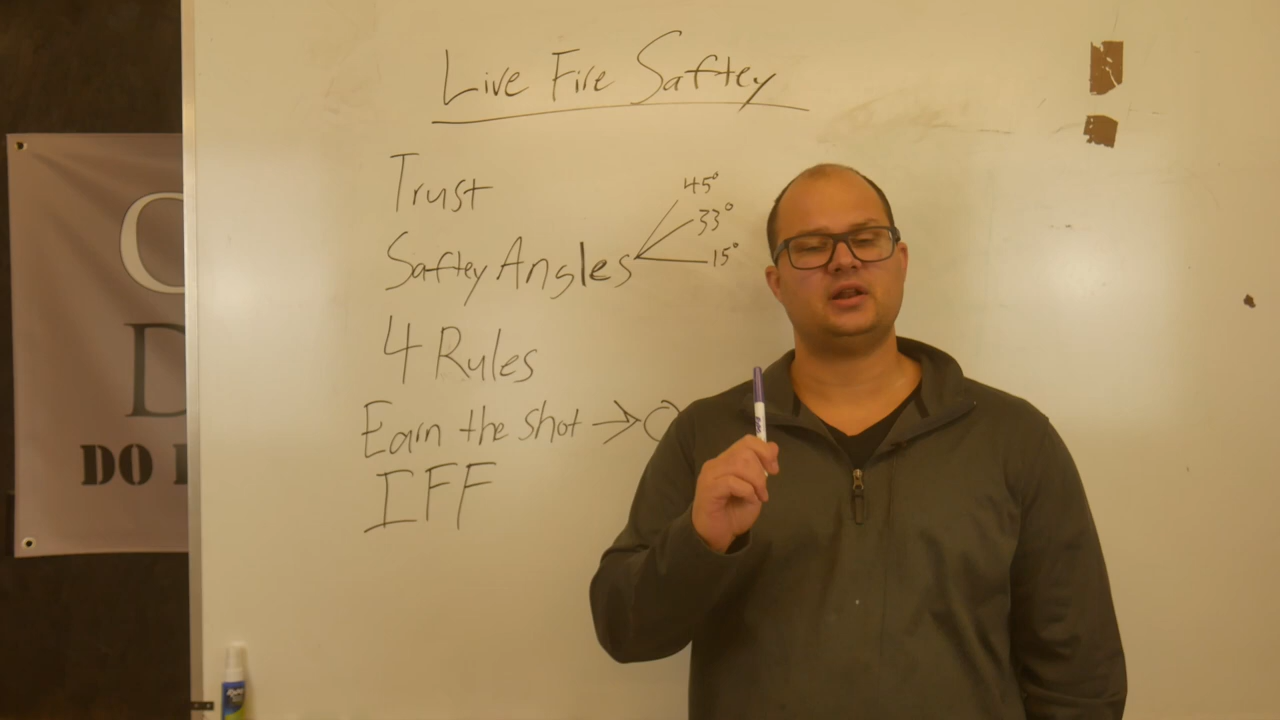 Live Fire Saftey
Trust
Saftey Angles
45°
33°
15°
4 Rules
Earn the shot →
IFF
DO